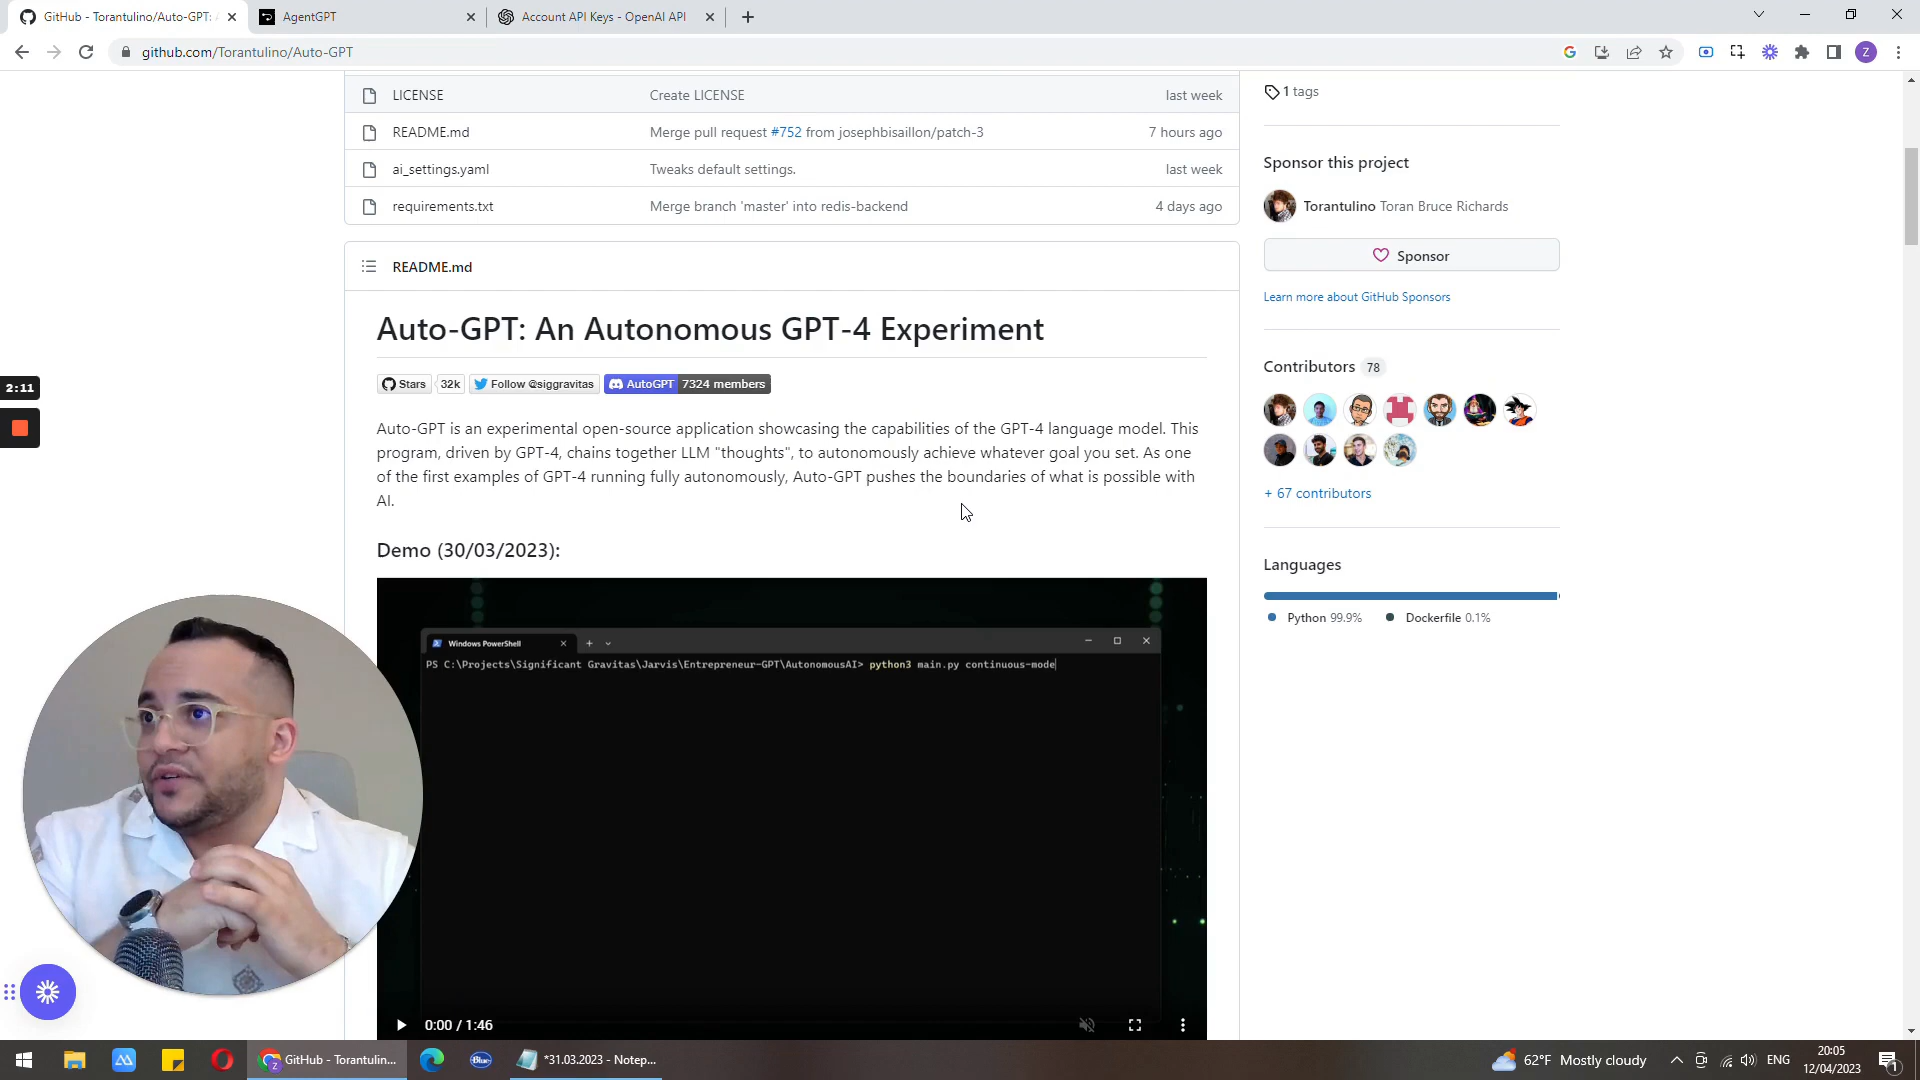 GitHub - Torantulino/Auto-GPT:
AgentGPT
Account API Keys - OpenAI API
github.com/Torantulino/Auto-GPT
Z
LICENSE
Create LICENSE
last week
README.md
Merge pull request #752 from josephbisaillon/patch-3
7 hours ago
ai_settings.yaml
Tweaks default settings.
last week
requirements.txt
Merge branch 'master' into redis-backend
4 days ago
README.md
Auto-GPT: An Autonomous GPT-4 Experiment
Stars 32k Follow @siggravitas AutoGPT 7324 members
Auto-GPT is an experimental open-source application showcasing the capabilities of the GPT-4 language model. This
program, driven by GPT-4, chains together LLM "thoughts", to autonomously achieve whatever goal you set. As one
of the first examples of GPT-4 running fully autonomously, Auto-GPT pushes the boundaries of what is possible with
AI.
Demo (30/03/2023):
Windows PowerShell
PS C:\Projects\Significant Gravitas\Jarvis\Entrepreneur-GPT\AutonomousAI> python3 main.py continuous-mode
0:00 / 1:46
1 tags
Sponsor this project
Torantulino Toran Bruce Richards
Sponsor
Learn more about GitHub Sponsors
Contributors 78
+ 67 contributors
Languages
Python 99.9%
Dockerfile 0.1%
2:11
GitHub - Torantulin...
Blue
*31.03.2023 - Notep...
62°F Mostly cloudy
ENG
20:05
12/04/2023
1